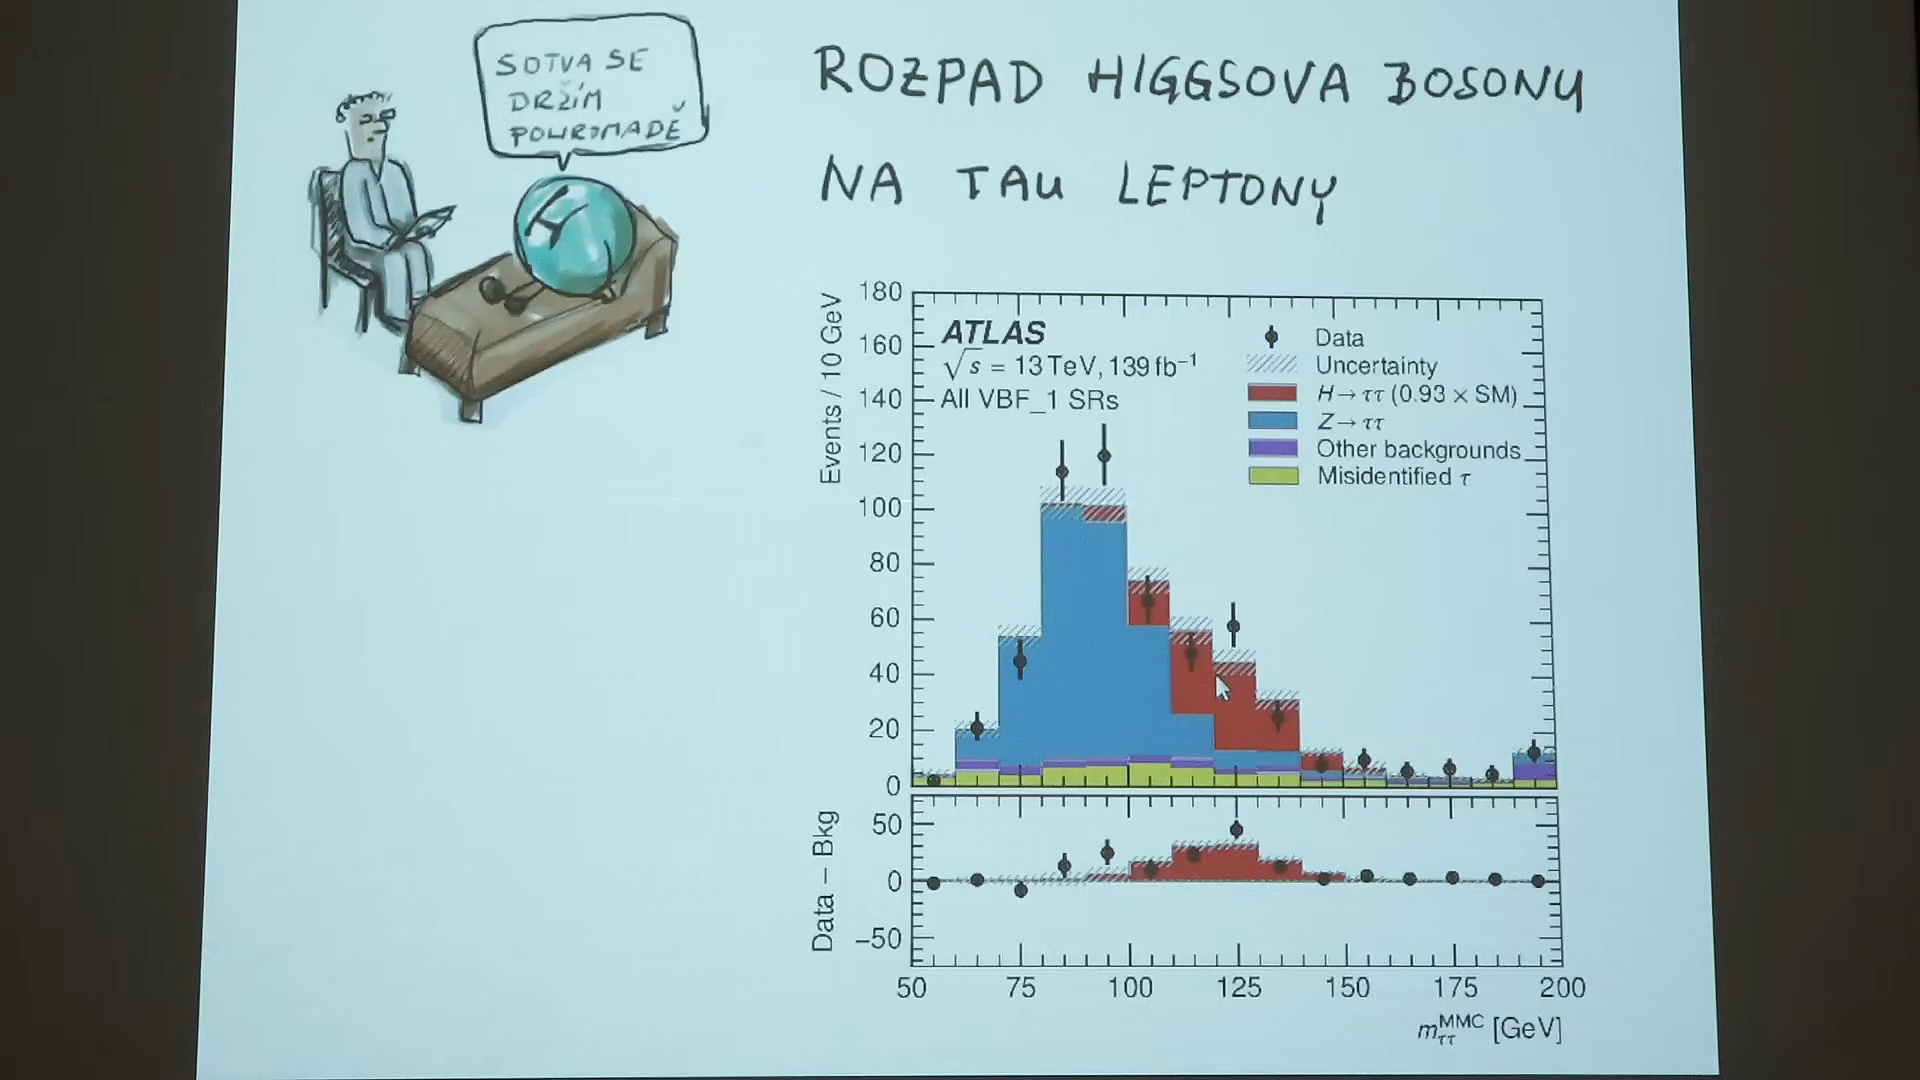 SOTVA SE
DRŽÍM
POHROMADĚ
ROZPAD HIGGSOVA BOSONU
NA TAU LEPTONY
Events / 10 GeV
180
160
140
120
100
80
60
40
20
0
ATLAS
√s = 13 TeV, 139 fb⁻¹
All VBF_1 SRs
Data
Uncertainty
H→ττ (0.93 × SM)
Z→ττ
Other backgrounds
Misidentified τ
H
Data – Bkg
50
0
−50
50 75 100 125 150 175 200
m_ττ^MMC [GeV]